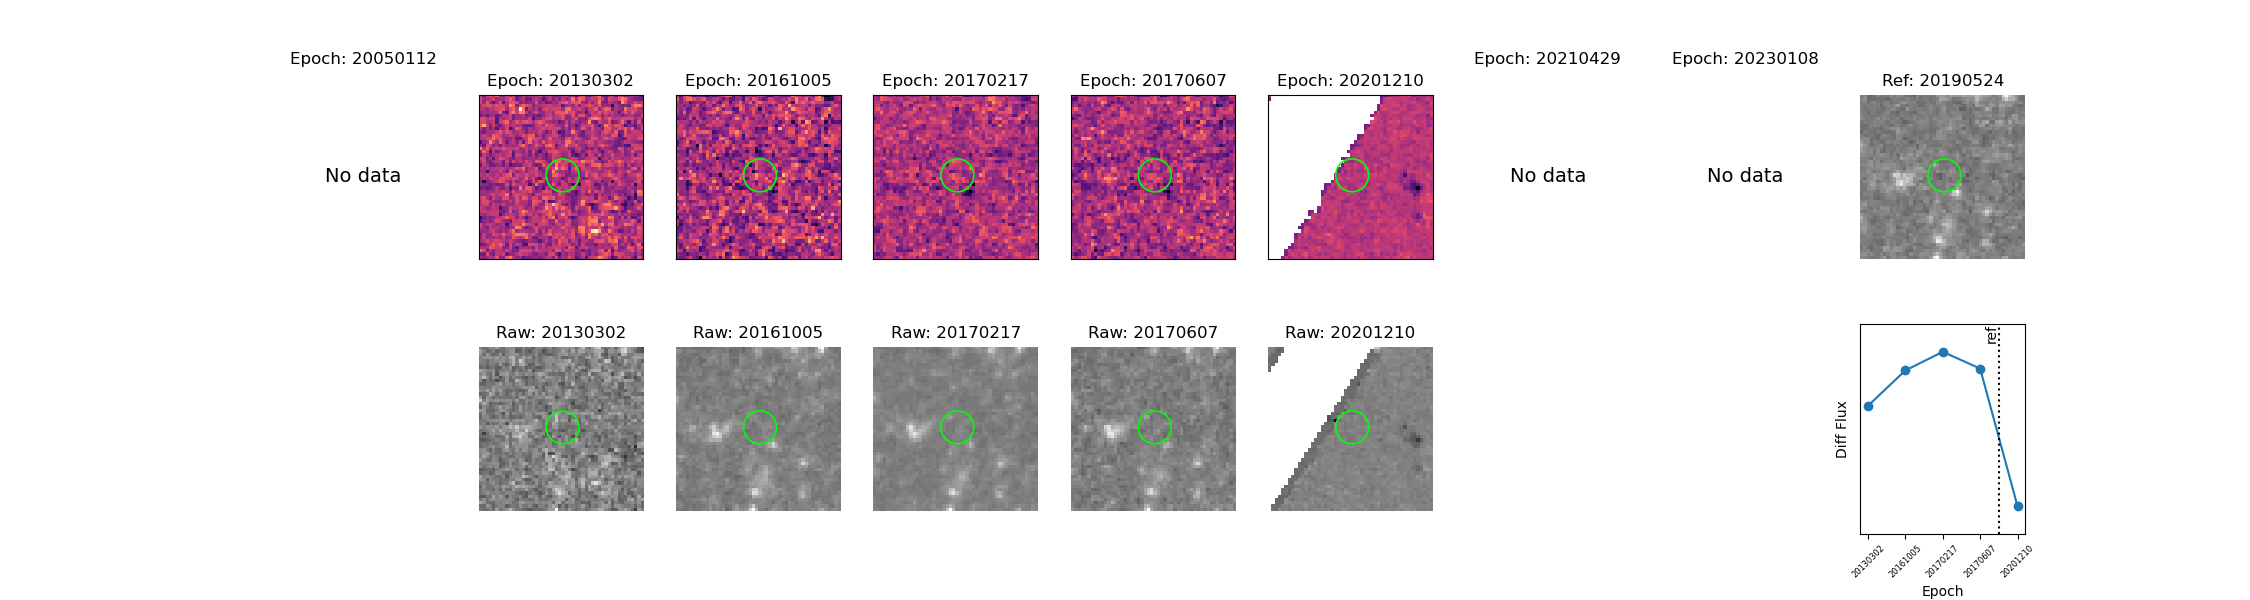 Epoch: 20050112
Epoch: 20210429
Epoch: 20230108
Epoch: 20130302
Epoch: 20161005
Epoch: 20170217
Epoch: 20170607
Epoch: 20201210
Ref: 20190524
No data
No data
No data
Raw: 20130302
Raw: 20161005
Raw: 20170217
Raw: 20170607
Raw: 20201210
ref
Diff Flux
20130302
20161005
20170217
20170607
20201210
Epoch